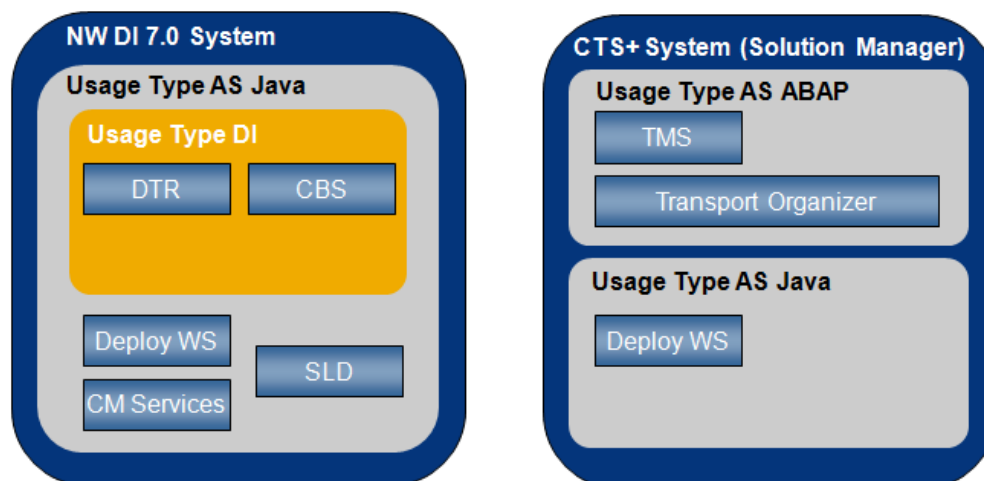 NW DI 7.0 System
Usage Type AS Java
Usage Type DI
DTR
CBS
Deploy WS
SLD
CM Services
CTS+ System (Solution Manager)
Usage Type AS ABAP
TMS
Transport Organizer
Usage Type AS Java
Deploy WS